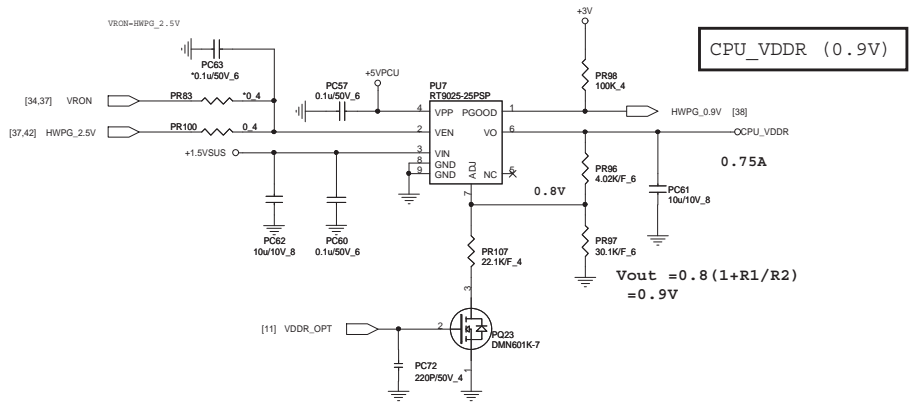 VRON=HWPG_2.5V
CPU_VDDR (0.9V)
+3V
PC63
*0.1u/50V_6
+5VPCU
PC57
0.1u/50V_6
PU7
RT9025-25PSP
PR98
100K_4
[34,37] VRON
PR83 *0_4
4 VPP PGOOD 1
HWPG_0.9V [38]
[37,42] HWPG_2.5V
PR100 0_4
2 VEN VO 6
CPU_VDDR
+1.5VSUS
3 VIN
8 GND
9 GND
ADJ
NC 5
7
0.8V
0.75A
PR96
4.02K/F_6
PC61
10u/10V_8
PC62
10u/10V_8
PC60
0.1u/50V_6
PR107
22.1K/F_4
PR97
30.1K/F_6
Vout =0.8(1+R1/R2)
=0.9V
3
[11] VDDR_OPT
2
PQ23
DMN601K-7
1
PC72
220P/50V_4